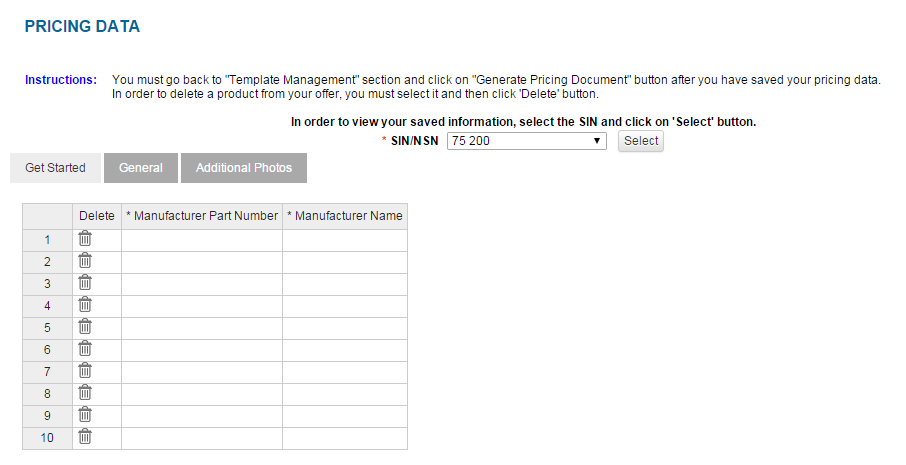 PRICING DATA
Instructions: You must go back to "Template Management" section and click on "Generate Pricing Document" button after you have saved your pricing data.
In order to delete a product from your offer, you must select it and then click 'Delete' button.
In order to view your saved information, select the SIN and click on 'Select' button.
* SIN/NSN 75 200 Select
Get Started General Additional Photos
Delete * Manufacturer Part Number * Manufacturer Name
1
2
3
4
5
6
7
8
9
10